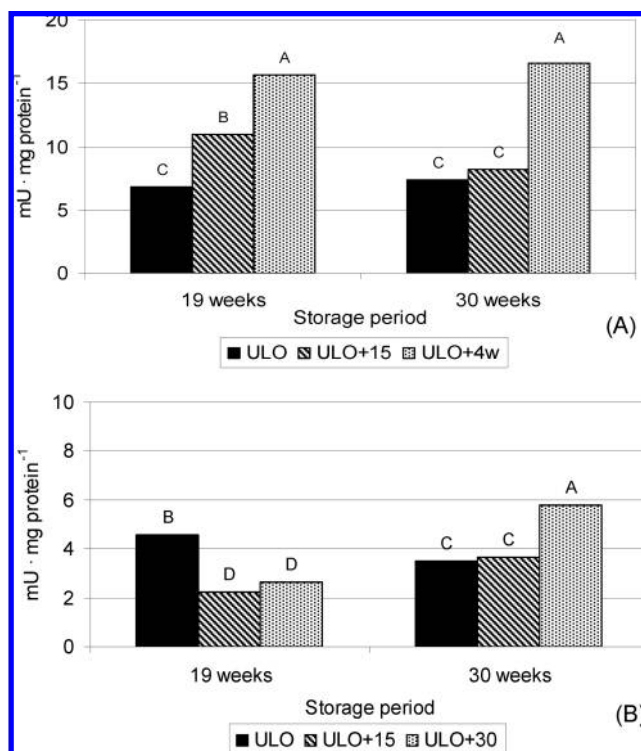 20
15
10
5
0
mU · mg protein⁻¹
C
B
A
C
C
A
19 weeks
30 weeks
Storage period
(A)
ULO ULO+15 ULO+4w
10
8
6
4
2
0
mU · mg protein⁻¹
B
D
D
C
C
A
19 weeks
30 weeks
Storage period
(B)
ULO ULO+15 ULO+30